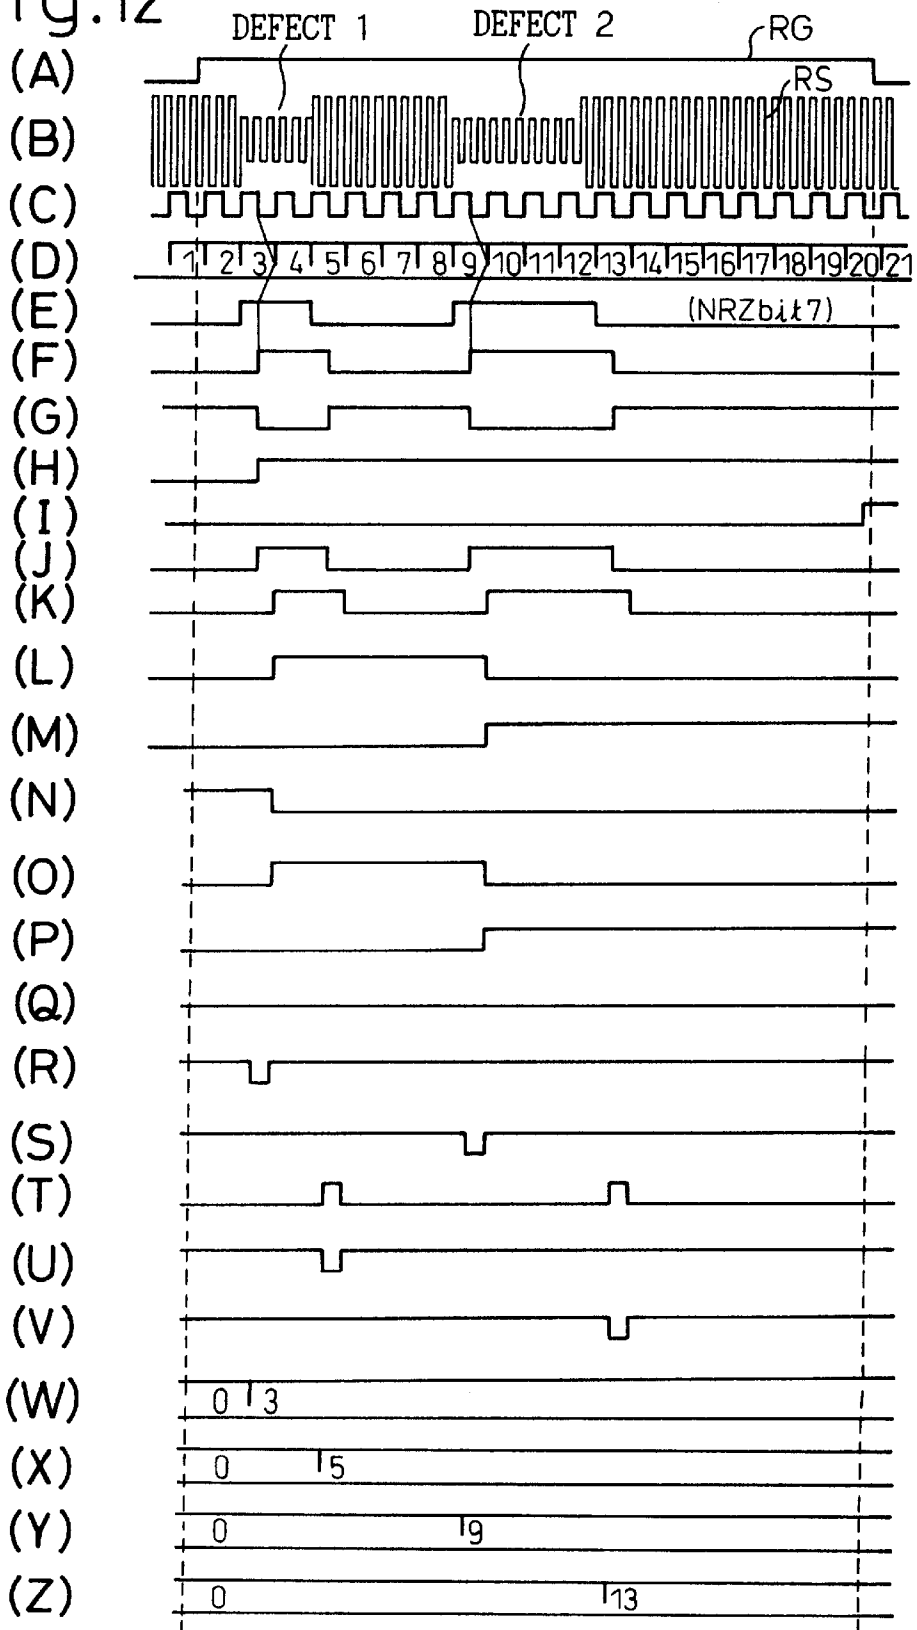 Fig.12
DEFECT 1
DEFECT 2
RG
(A)
RS
(B)
(C)
(D) 1 2 3 4 5 6 7 8 9 10 11 12 13 14 15 16 17 18 19 20 21
(E) (NRZbit7)
(F)
(G)
(H)
(I)
(J)
(K)
(L)
(M)
(N)
(O)
(P)
(Q)
(R)
(S)
(T)
(U)
(V)
(W) 0 3
(X) 0 5
(Y) 0 9
(Z) 0 13